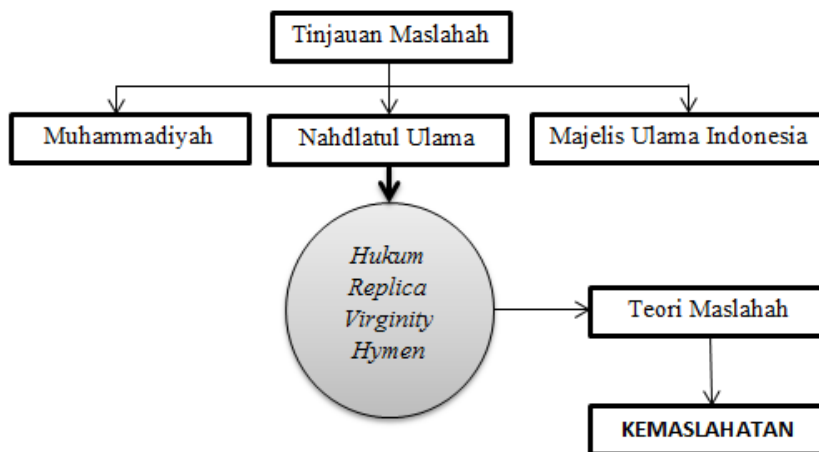 Tinjauan Maslahah
Muhammadiyah
Nahdlatul Ulama
Majelis Ulama Indonesia
Hukum
Replica
Virginity
Hymen
Teori Maslahah
KEMASLAHATAN